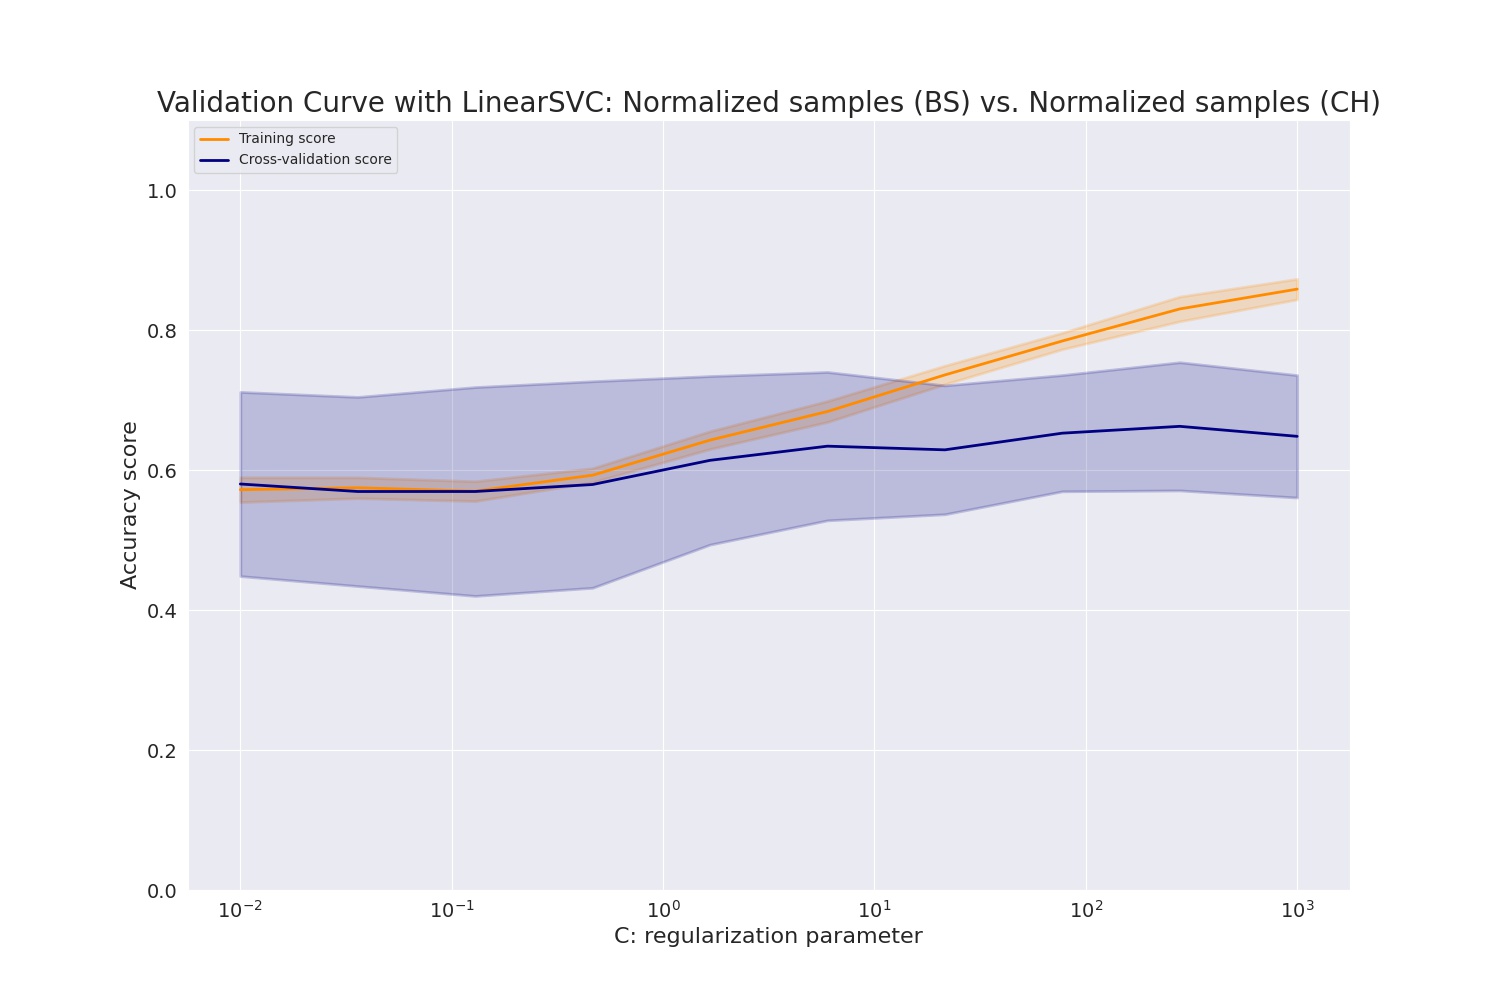 Validation Curve with LinearSVC: Normalized samples (BS) vs. Normalized samples (CH)
Training score
Cross-validation score
1.0
0.8
0.6
0.4
0.2
0.0
Accuracy score
10⁻² 10⁻¹ 10⁰ 10¹ 10² 10³
C: regularization parameter